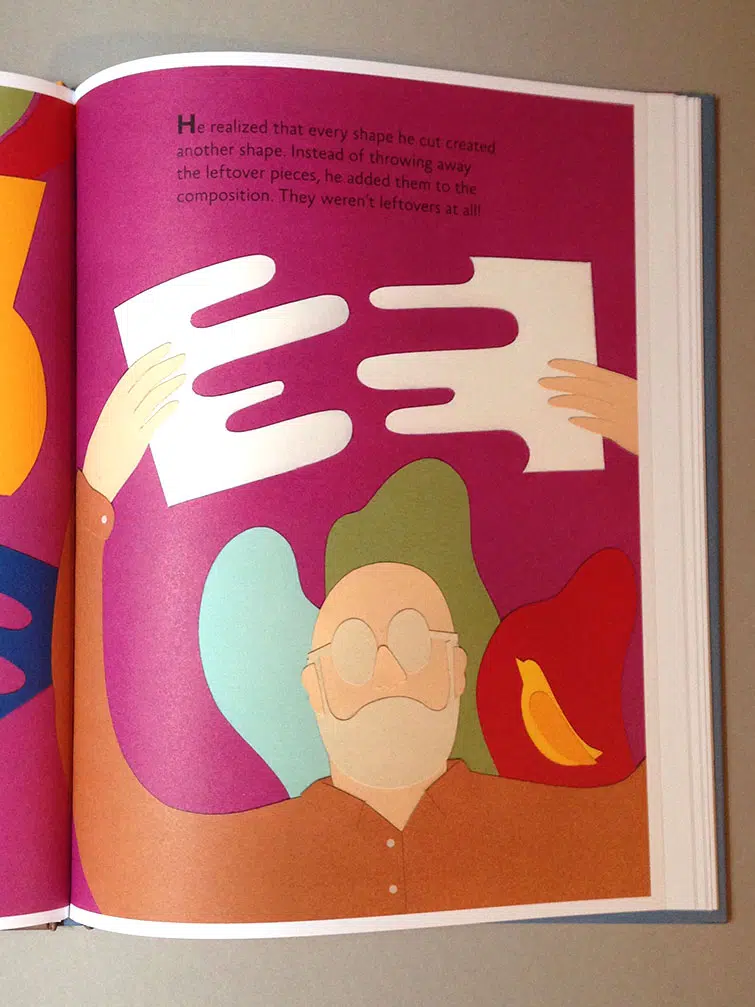 He realized that every shape he cut created
another shape. Instead of throwing away
the leftover pieces, he added them to the
composition. They weren't leftovers at all!